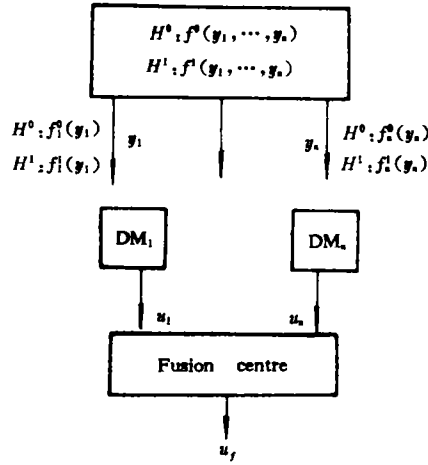 H⁰:f⁰(y₁,⋯,yₙ)
H¹:f¹(y₁,⋯,yₙ)
H⁰:f₁⁰(y₁)
H¹:f₁¹(y₁)
y₁
yₙ
H⁰:fₙ⁰(yₙ)
H¹:fₙ¹(yₙ)
DM₁
DMₙ
u₁
uₙ
Fusion centre
u_f